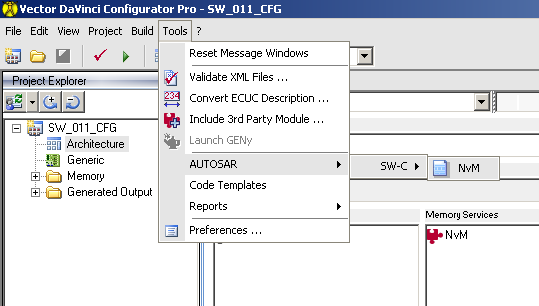 Vector DaVinci Configurator Pro - SW_011_CFG
File Edit View Build Tools ?
Project Explorer
SW_011_CFG
Architecture
Generic
Memory
Generated Output
Reset Message Windows
Validate XML Files ...
234
Convert ECUC Description ...
Include 3rd Party Module ...
Launch GENy
AUTOSAR
SW-C
NvM
Code Templates
Reports
Preferences ...
Memory Services
NvM